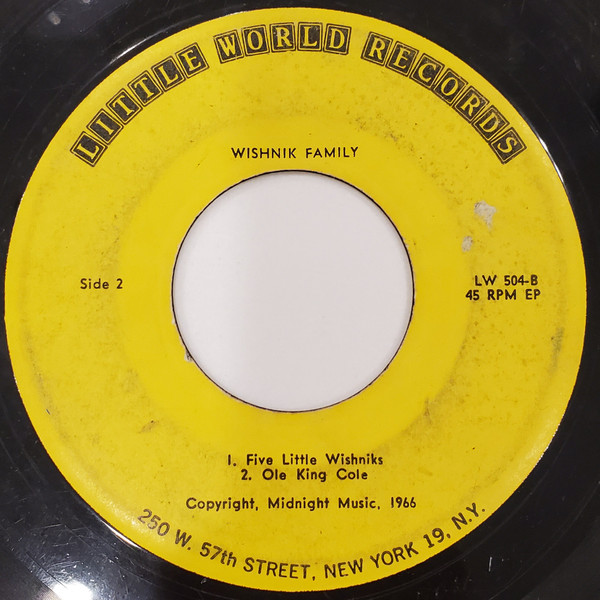 LITTLE WORLD RECORDS
WISHNIK FAMILY
Side 2
LW 504-B
45 RPM EP
1. Five Little Wishniks
2. Ole King Cole
Copyright, Midnight Music, 1966
250 W. 57th STREET, NEW YORK 19, N.Y.